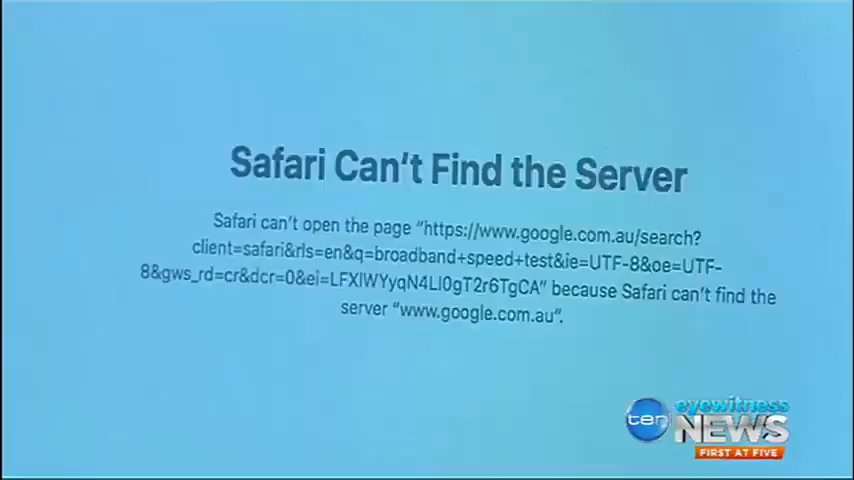 Safari Can't Find the Server
Safari can't open the page "https://www.google.com.au/search?
client=safari&rls=en&q=broadband+speed+test&ie=UTF-8&oe=UTF-
8&gws_rd=cr&dcr=0&ei=LFXIWYyqN4LI0gT2r6TgCA" because Safari can't find the
server "www.google.com.au".
ten
eyewitness
NEWS
FIRST AT FIVE